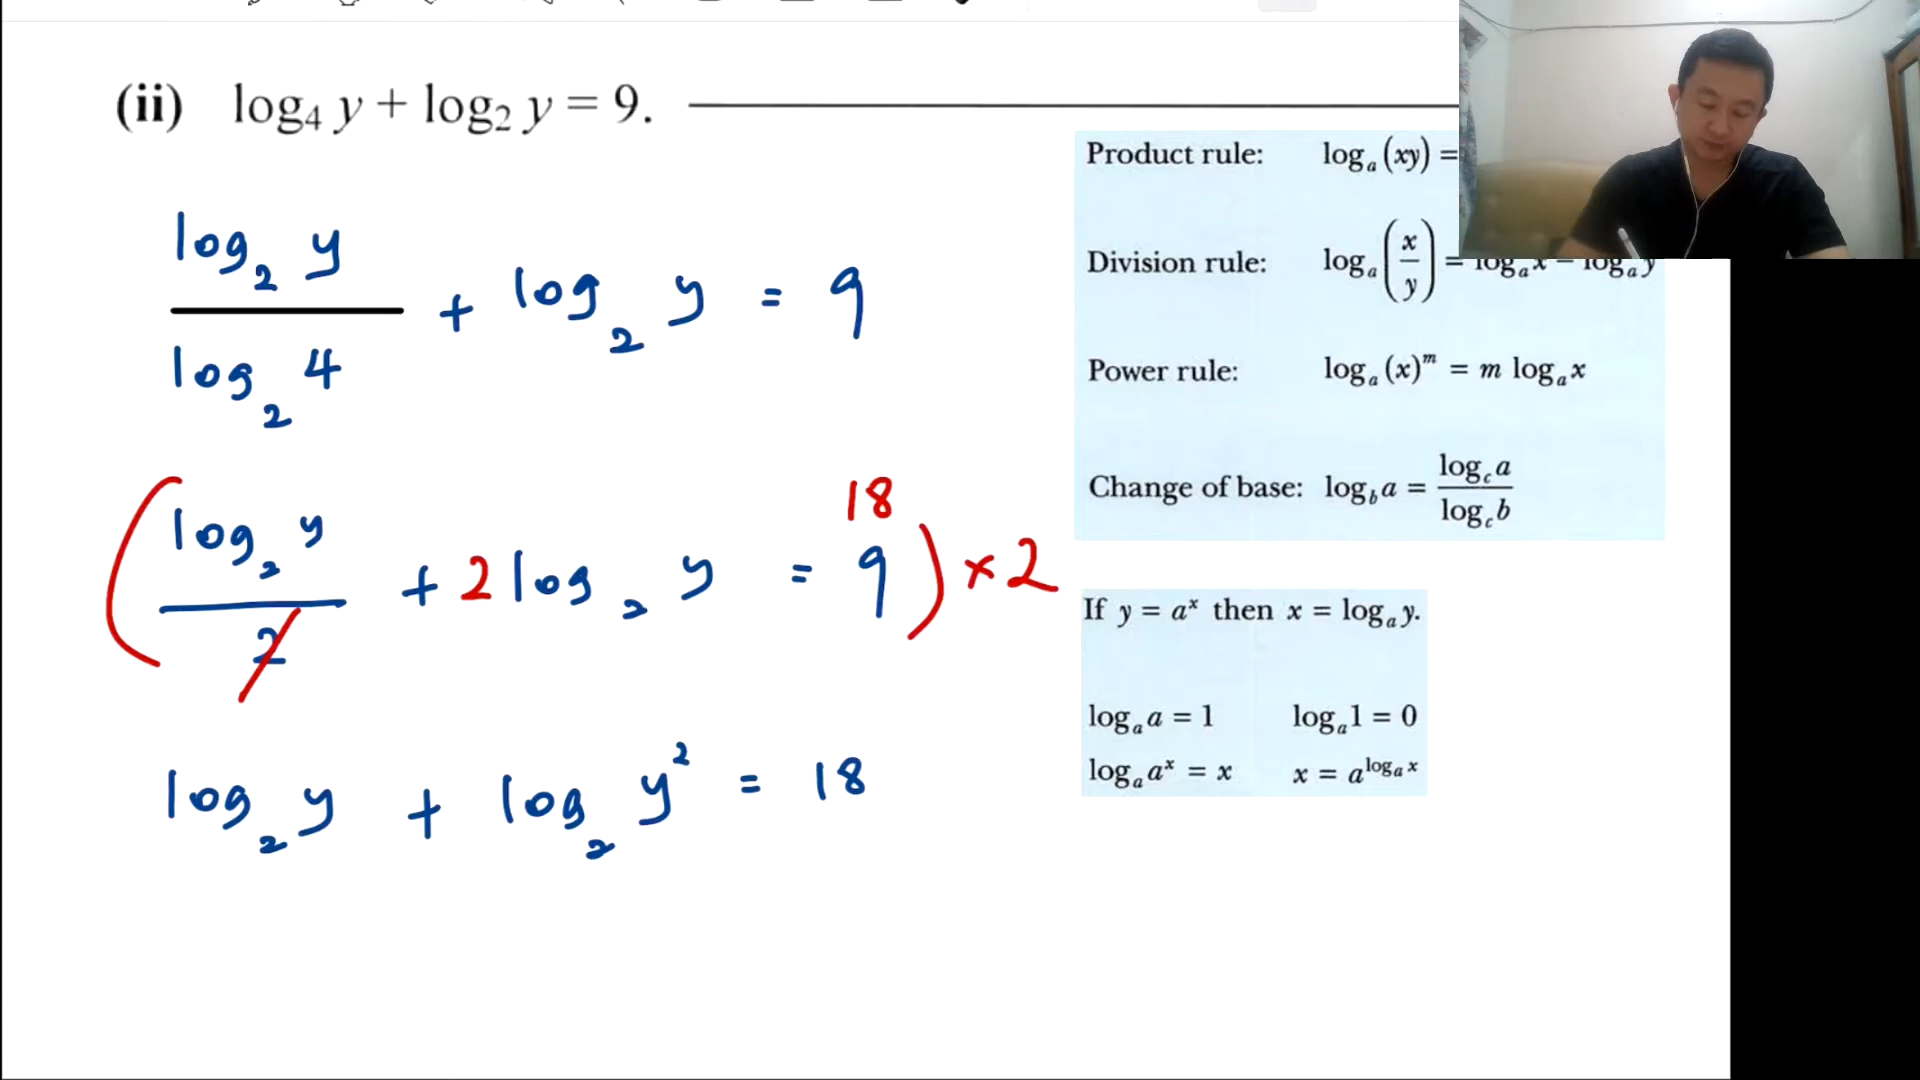 (ii) log₄ y + log₂ y = 9.
log₂ y / log₂ 4 + log₂ y = 9
( log₂ y / 2 + 2 log₂ y = 9 ) × 2
18
log₂ y + log₂ y² = 18
Product rule: logₐ (xy) =
Division rule: logₐ (x/y) = logₐ x − logₐ y
Power rule: logₐ (x)ᵐ = m logₐ x
Change of base: log_b a = log_c a / log_c b
If y = aˣ then x = logₐ y.
logₐ a = 1 logₐ 1 = 0
logₐ aˣ = x x = a^(logₐ x)